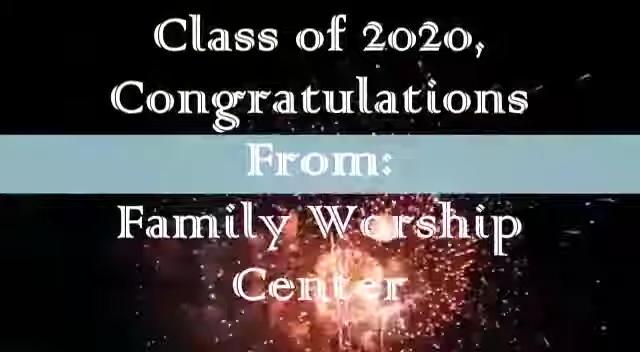 Class of 2020,
Congratulations
From:
Family Worship
Center